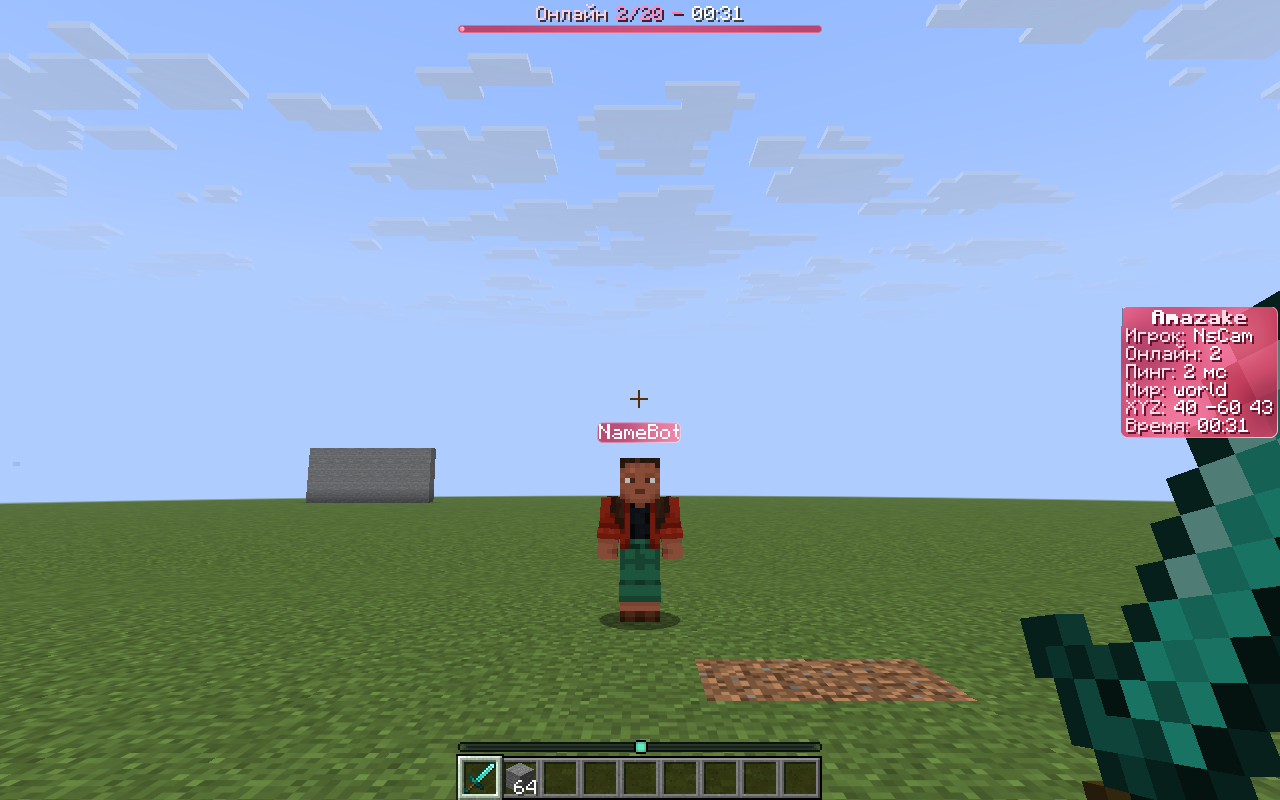 Онлайн 2/20 - 00:31
Amazake
Игрок: NsCam
Онлайн: 2
Пинг: 2 мс
Мир: world
XYZ: 40 -60 43
Время: 00:31
NameBot
64